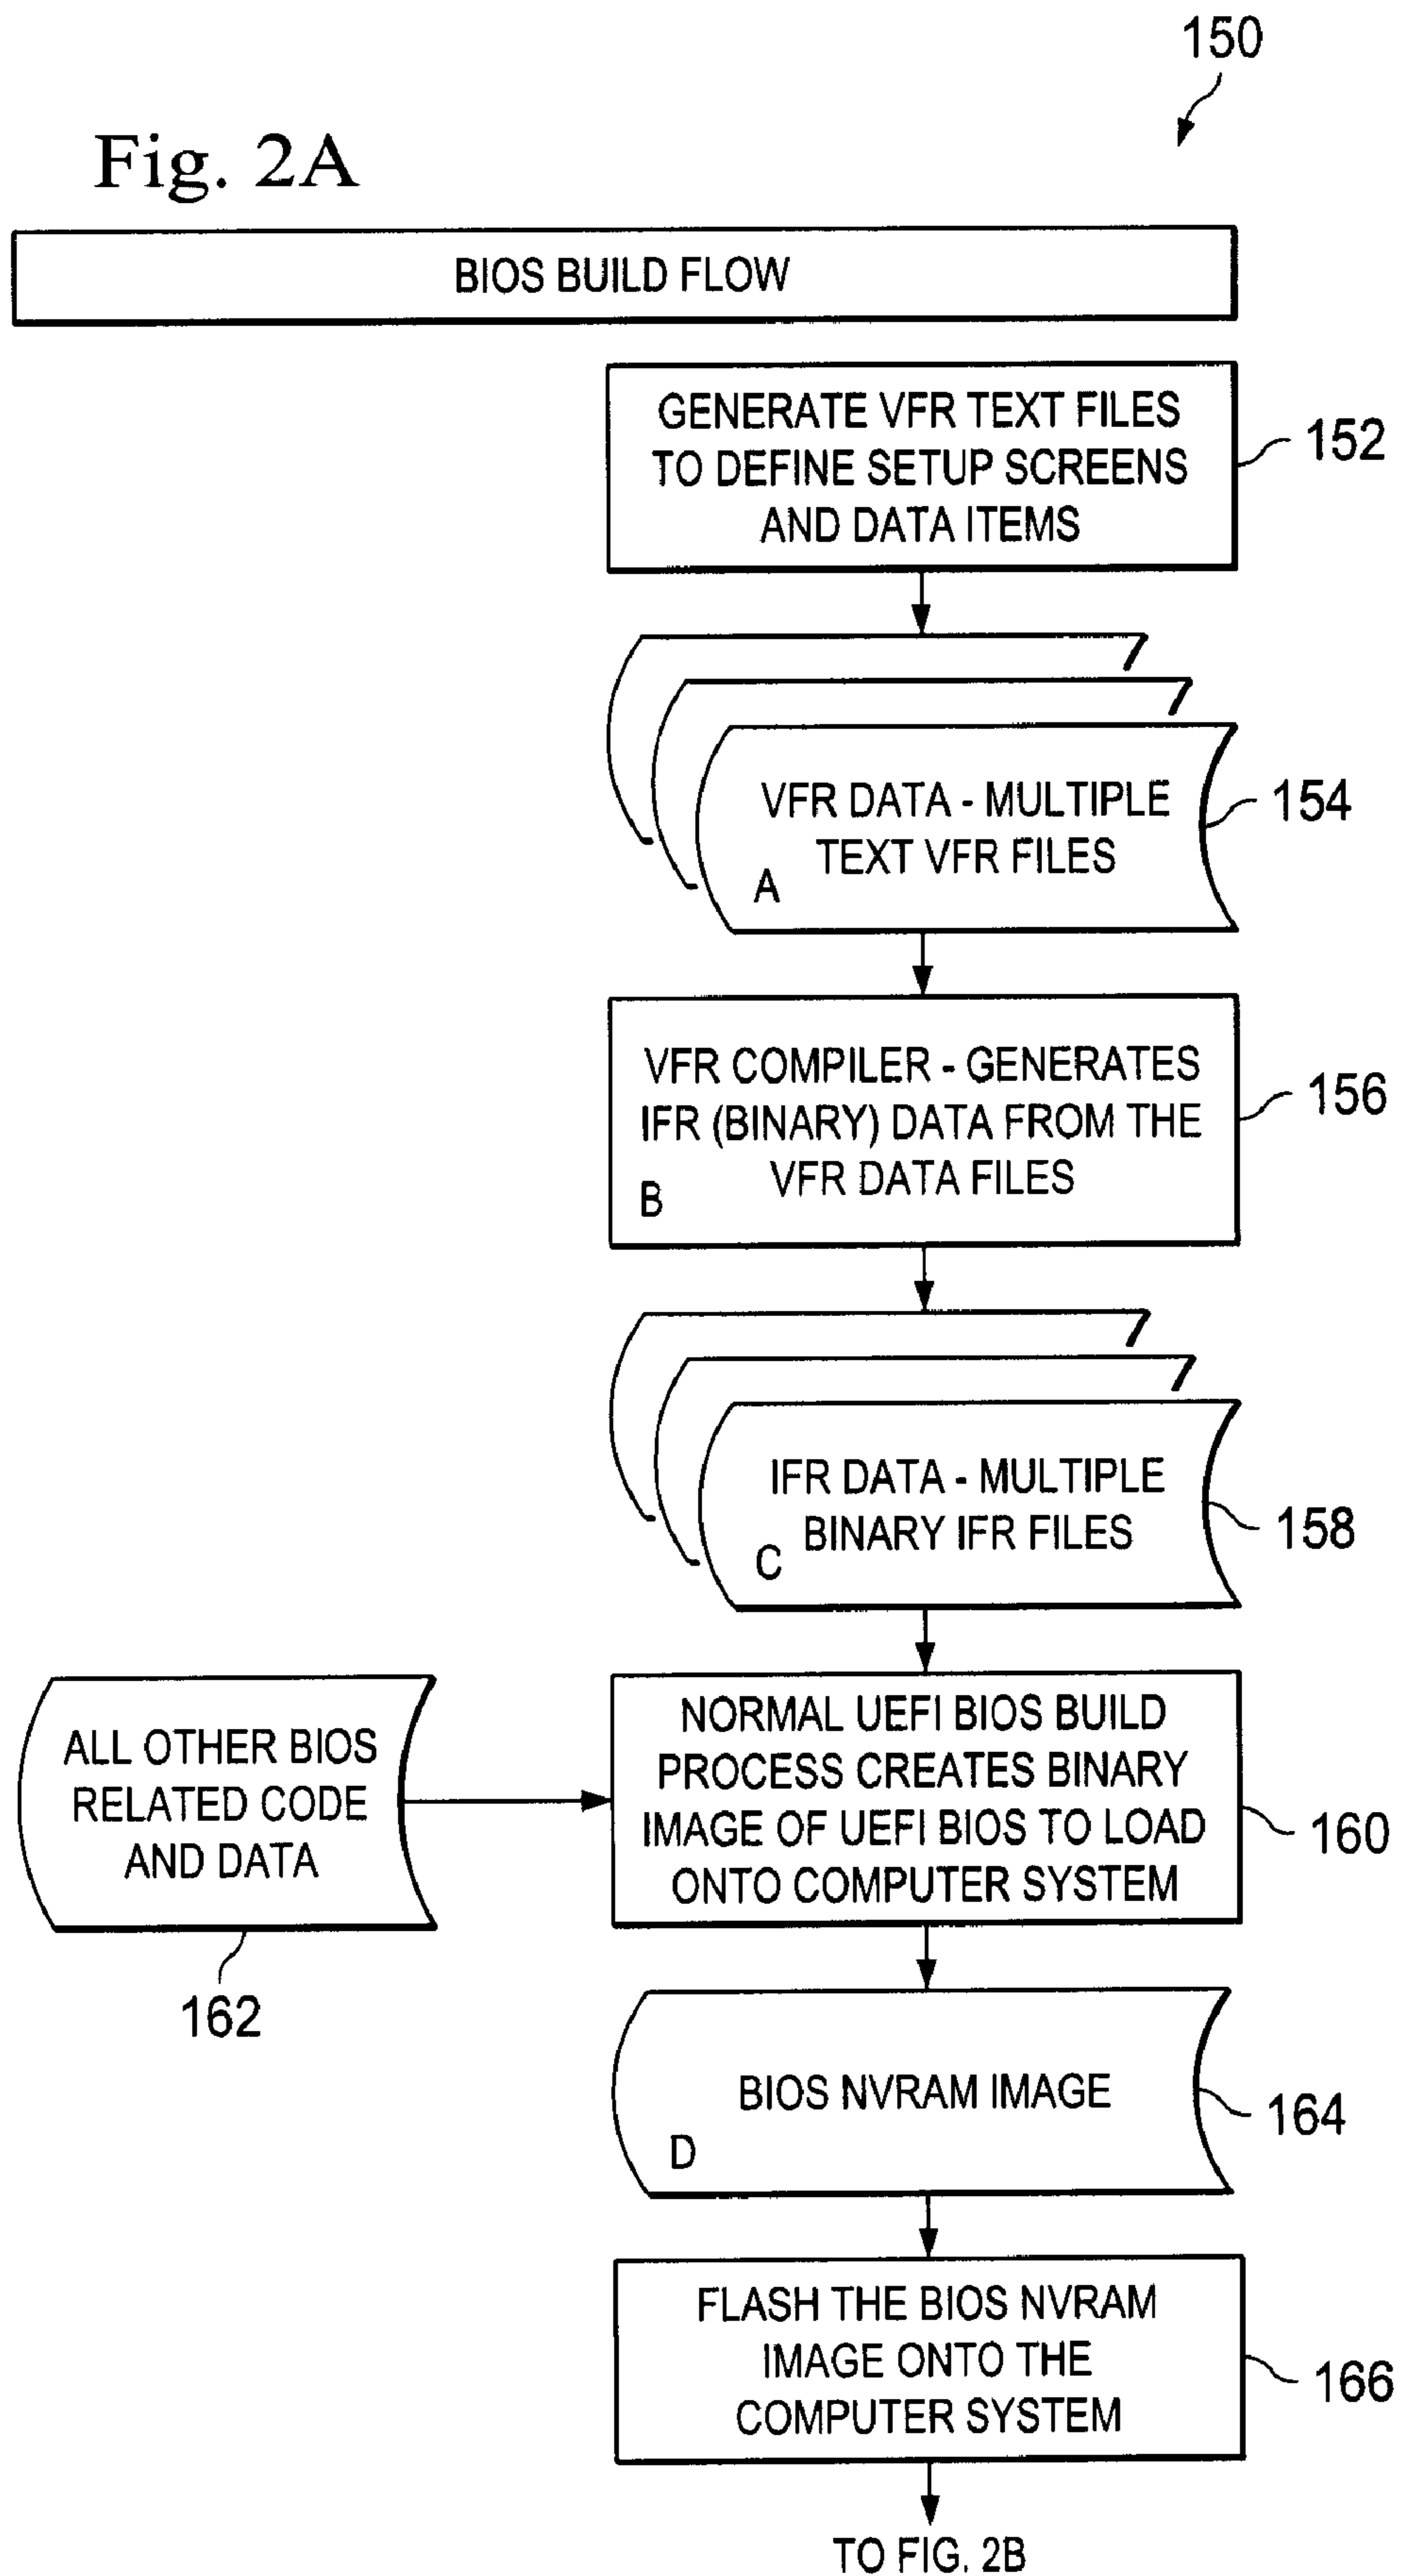 150
Fig. 2A
BIOS BUILD FLOW
GENERATE VFR TEXT FILES
TO DEFINE SETUP SCREENS
AND DATA ITEMS
152
VFR DATA - MULTIPLE
TEXT VFR FILES
A
154
VFR COMPILER - GENERATES
IFR (BINARY) DATA FROM THE
VFR DATA FILES
B
156
IFR DATA - MULTIPLE
BINARY IFR FILES
C
158
ALL OTHER BIOS
RELATED CODE
AND DATA
162
NORMAL UEFI BIOS BUILD
PROCESS CREATES BINARY
IMAGE OF UEFI BIOS TO LOAD
ONTO COMPUTER SYSTEM
160
BIOS NVRAM IMAGE
D
164
FLASH THE BIOS NVRAM
IMAGE ONTO THE
COMPUTER SYSTEM
166
TO FIG. 2B